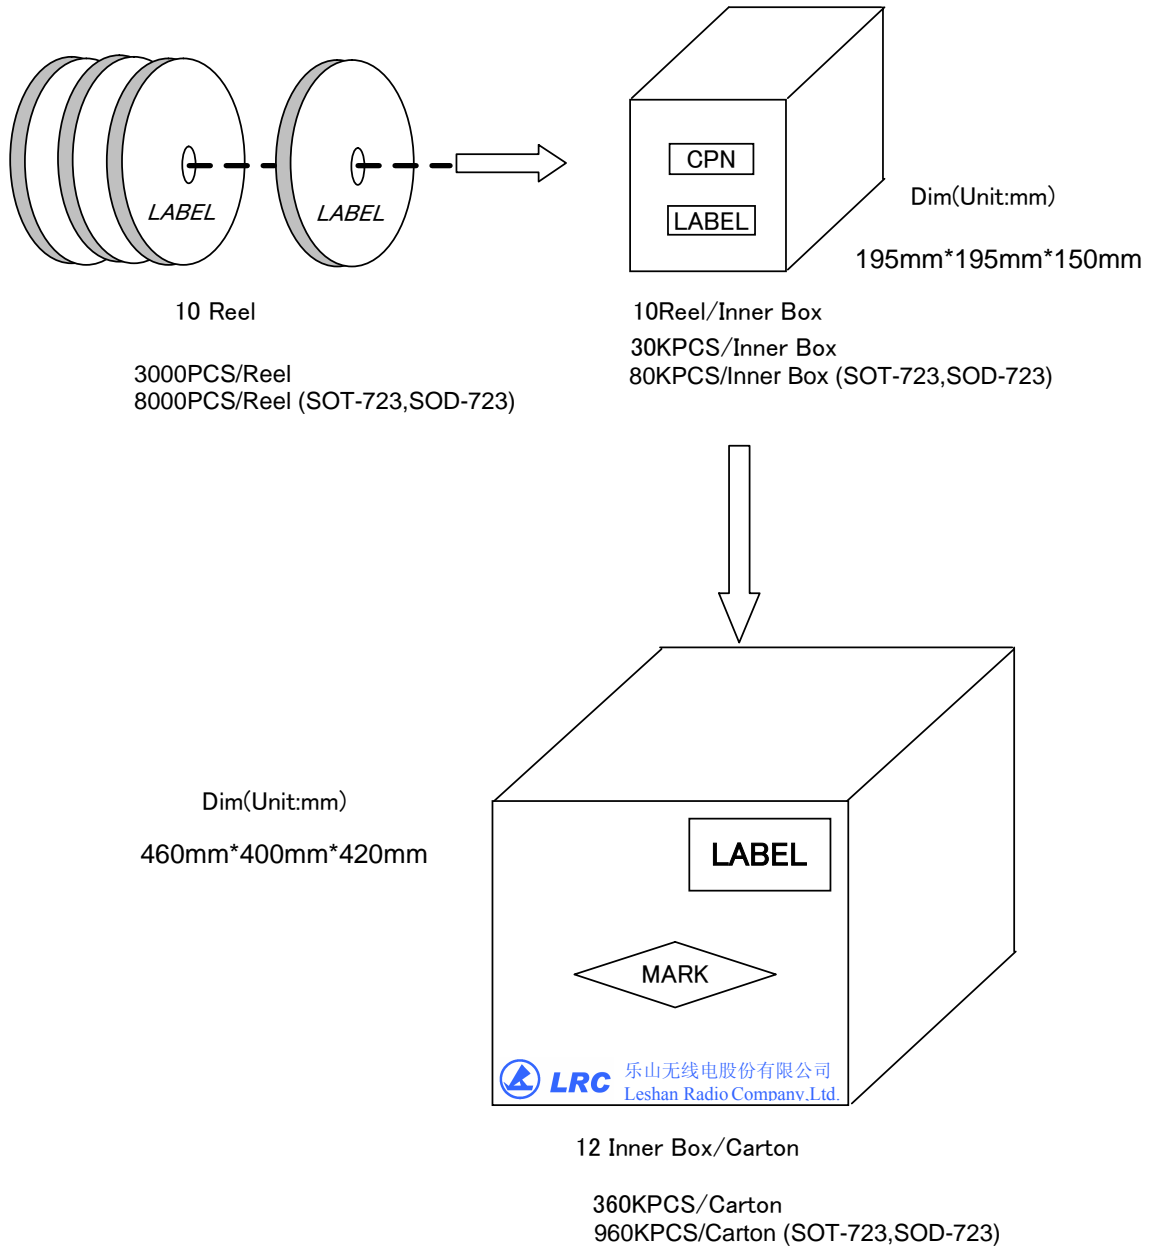 LABEL
LABEL
10 Reel
3000PCS/Reel
8000PCS/Reel (SOT-723,SOD-723)
CPN
LABEL
Dim(Unit:mm)
195mm*195mm*150mm
10Reel/Inner Box
30KPCS/Inner Box
80KPCS/Inner Box (SOT-723,SOD-723)
Dim(Unit:mm)
460mm*400mm*420mm
LABEL
MARK
LRC
乐山无线电股份有限公司
Leshan Radio Company,Ltd.
12 Inner Box/Carton
360KPCS/Carton
960KPCS/Carton (SOT-723,SOD-723)